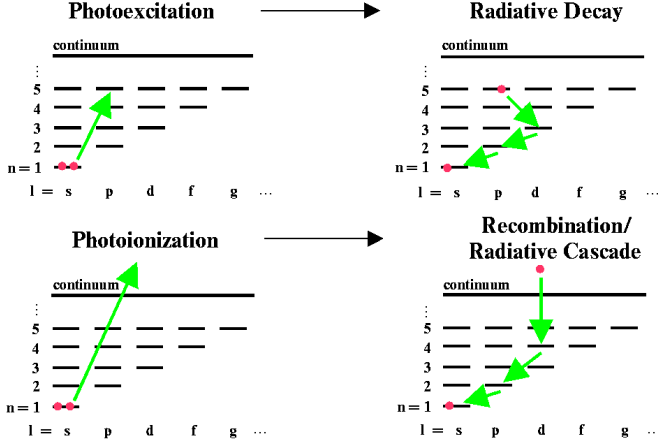 Photoexcitation
Radiative Decay
continuum
⋮
5
4
3
2
n = 1
l = s p d f g ...
continuum
⋮
5
4
3
2
n = 1
l = s p d f g ...
Photoionization
Recombination/
Radiative Cascade
continuum
⋮
5
4
3
2
n = 1
l = s p d f g ...
continuum
⋮
5
4
3
2
n = 1
l = s p d f g ...